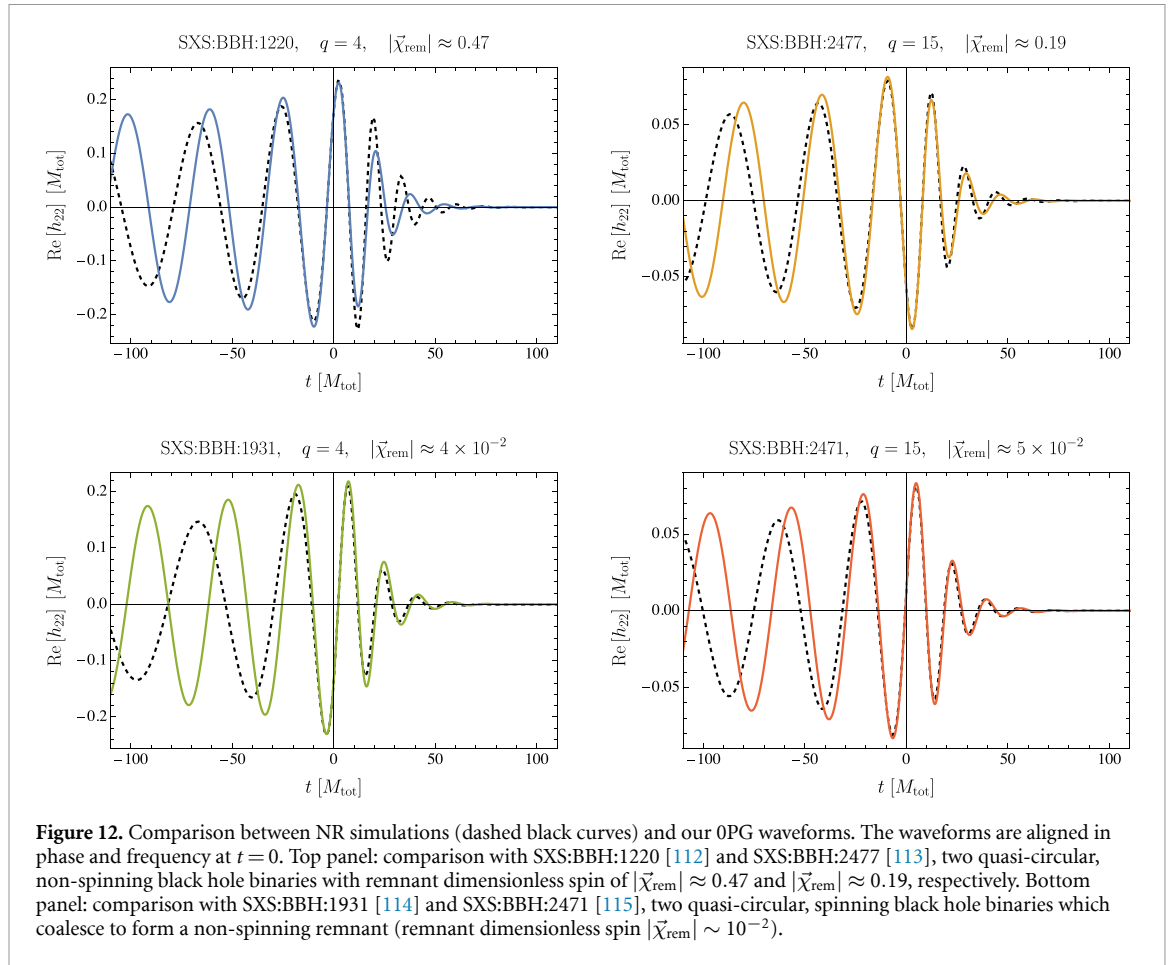 SXS:BBH:1220, q = 4, |χ⃗rem| ≈ 0.47
Re [h22] [Mtot]
0.2
0.1
0.0
−0.1
−0.2
−100 −50 0 50 100
t [Mtot]
SXS:BBH:2477, q = 15, |χ⃗rem| ≈ 0.19
Re [h22] [Mtot]
0.05
0.00
−0.05
−100 −50 0 50 100
t [Mtot]
SXS:BBH:1931, q = 4, |χ⃗rem| ≈ 4 × 10⁻²
Re [h22] [Mtot]
0.2
0.1
0.0
−0.1
−0.2
−100 −50 0 50 100
t [Mtot]
SXS:BBH:2471, q = 15, |χ⃗rem| ≈ 5 × 10⁻²
Re [h22] [Mtot]
0.05
0.00
−0.05
−100 −50 0 50 100
t [Mtot]
Figure 12. Comparison between NR simulations (dashed black curves) and our 0PG waveforms. The waveforms are aligned in
phase and frequency at t = 0. Top panel: comparison with SXS:BBH:1220 [112] and SXS:BBH:2477 [113], two quasi-circular,
non-spinning black hole binaries with remnant dimensionless spin of |χ⃗rem| ≈ 0.47 and |χ⃗rem| ≈ 0.19, respectively. Bottom
panel: comparison with SXS:BBH:1931 [114] and SXS:BBH:2471 [115], two quasi-circular, spinning black hole binaries which
coalesce to form a non-spinning remnant (remnant dimensionless spin |χ⃗rem| ∼ 10⁻²).